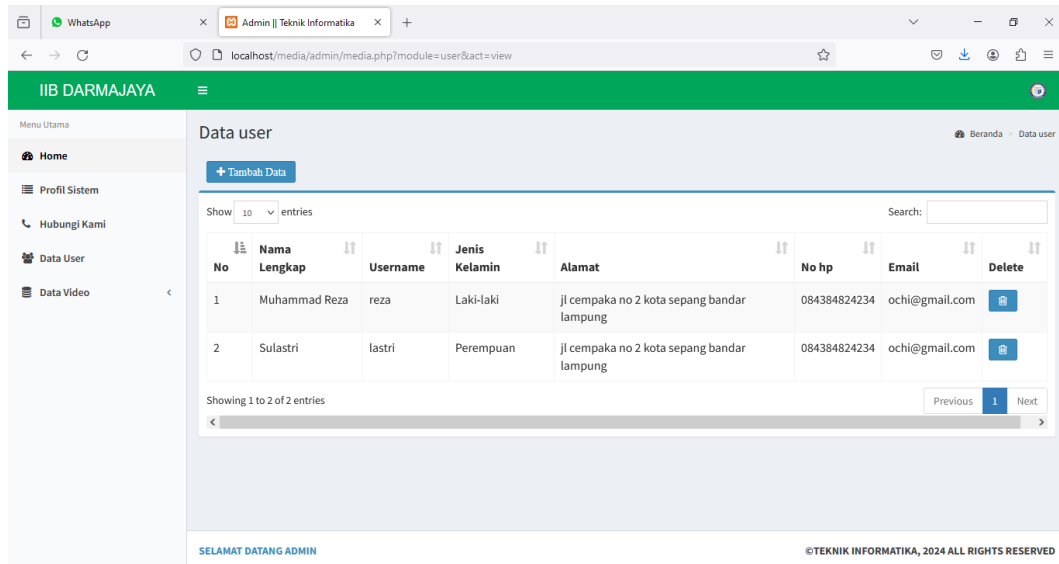 WhatsApp
Admin || Teknik Informatika
localhost/media/admin/media.php?module=user&act=view
IIB DARMAJAYA
Menu Utama
Home
Profil Sistem
Hubungi Kami
Data User
Data Video
Data user
Beranda > Data user
Tambah Data
Show 10 entries
Search:
No Nama Lengkap Username Jenis Kelamin Alamat No hp Email Delete
1 Muhammad Reza reza Laki-laki jl cempaka no 2 kota sepang bandar lampung 084384824234 ochi@gmail.com
2 Sulastri lastri Perempuan jl cempaka no 2 kota sepang bandar lampung 084384824234 ochi@gmail.com
Showing 1 to 2 of 2 entries
Previous 1 Next
SELAMAT DATANG ADMIN
©TEKNIK INFORMATIKA, 2024 ALL RIGHTS RESERVED